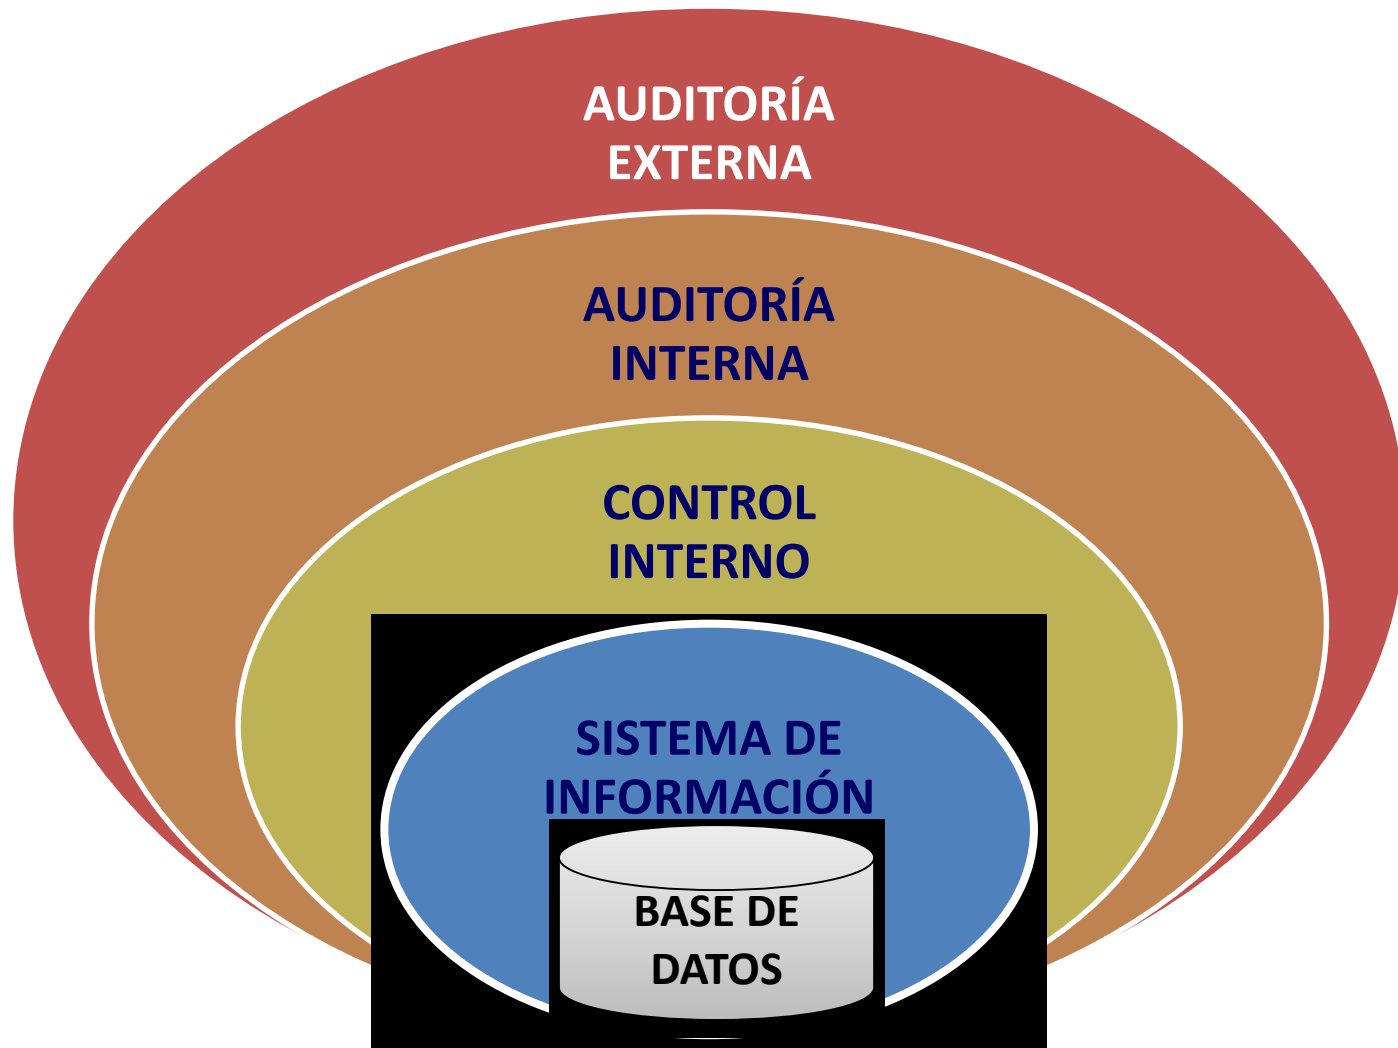 AUDITORÍA
EXTERNA
AUDITORÍA
INTERNA
CONTROL
INTERNO
SISTEMA DE
INFORMACIÓN
BASE DE
DATOS